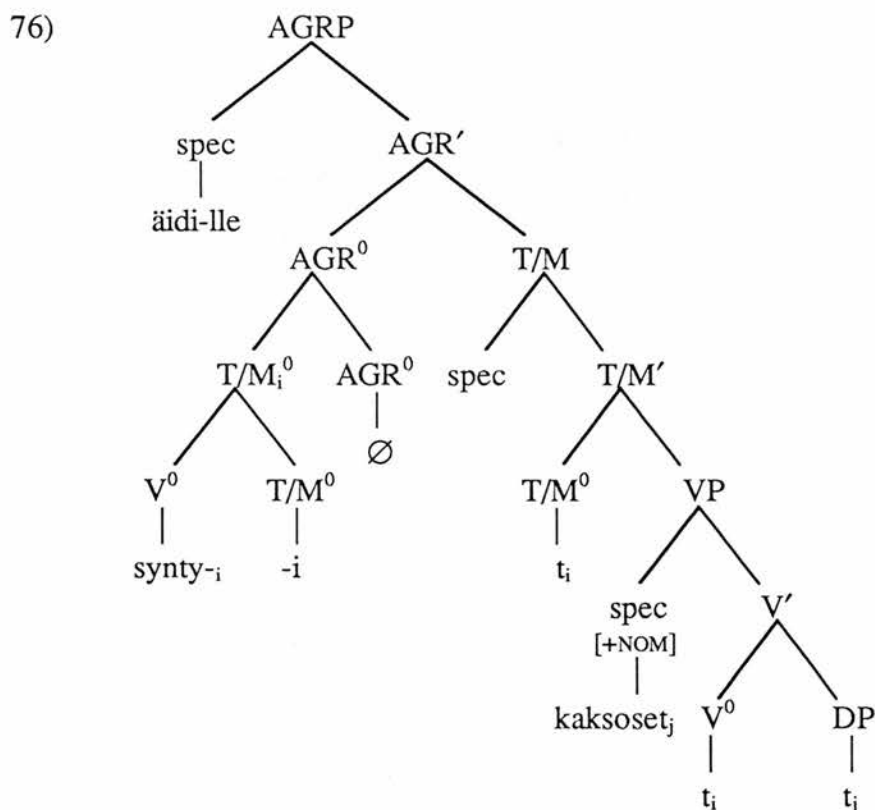 76)
AGRP
spec AGR′
äidi-lle
AGR⁰ T/M
T/Mᵢ⁰ AGR⁰ spec T/M′
∅
V⁰ T/M⁰ T/M⁰ VP
synty-ᵢ -i tᵢ
spec V′
[+NOM]
kaksosetⱼ V⁰ DP
tᵢ tⱼ